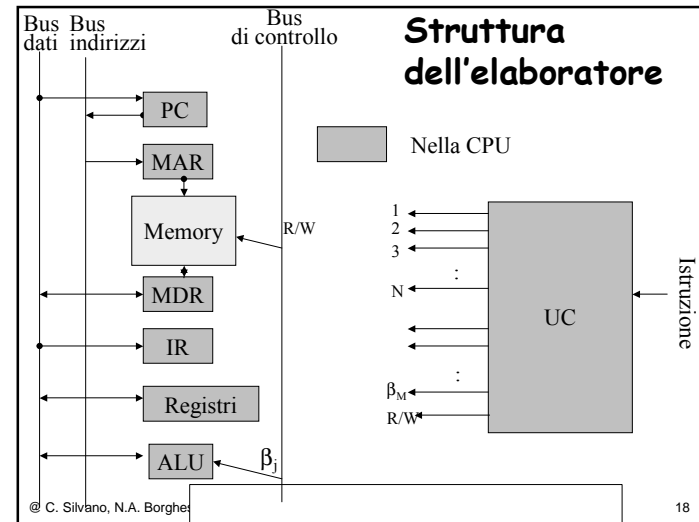 Bus dati
Bus indirizzi
Bus di controllo
Struttura
dell'elaboratore
PC
Nella CPU
MAR
Memory
R/W
MDR
IR
Registri
ALU
βj
1
2
3
:
N
:
βM
R/W
UC
Istruzione
@ C. Silvano, N.A.
18